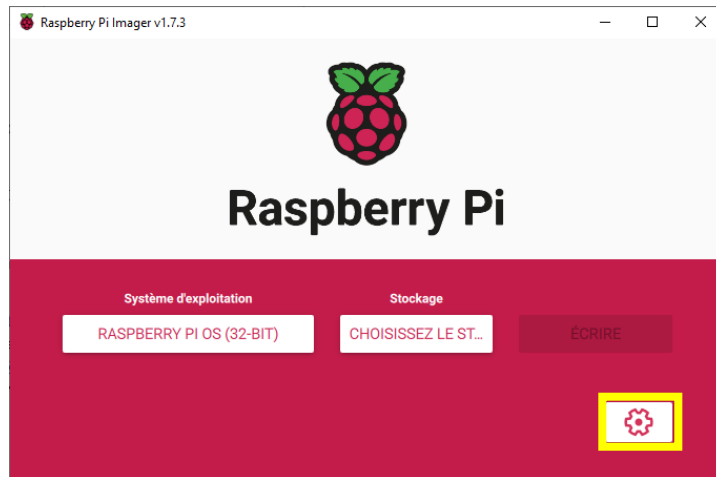 Raspberry Pi Imager v1.7.3
Raspberry Pi
Système d'exploitation
Stockage
RASPBERRY PI OS (32-BIT)
CHOISISSEZ LE ST...
ÉCRIRE